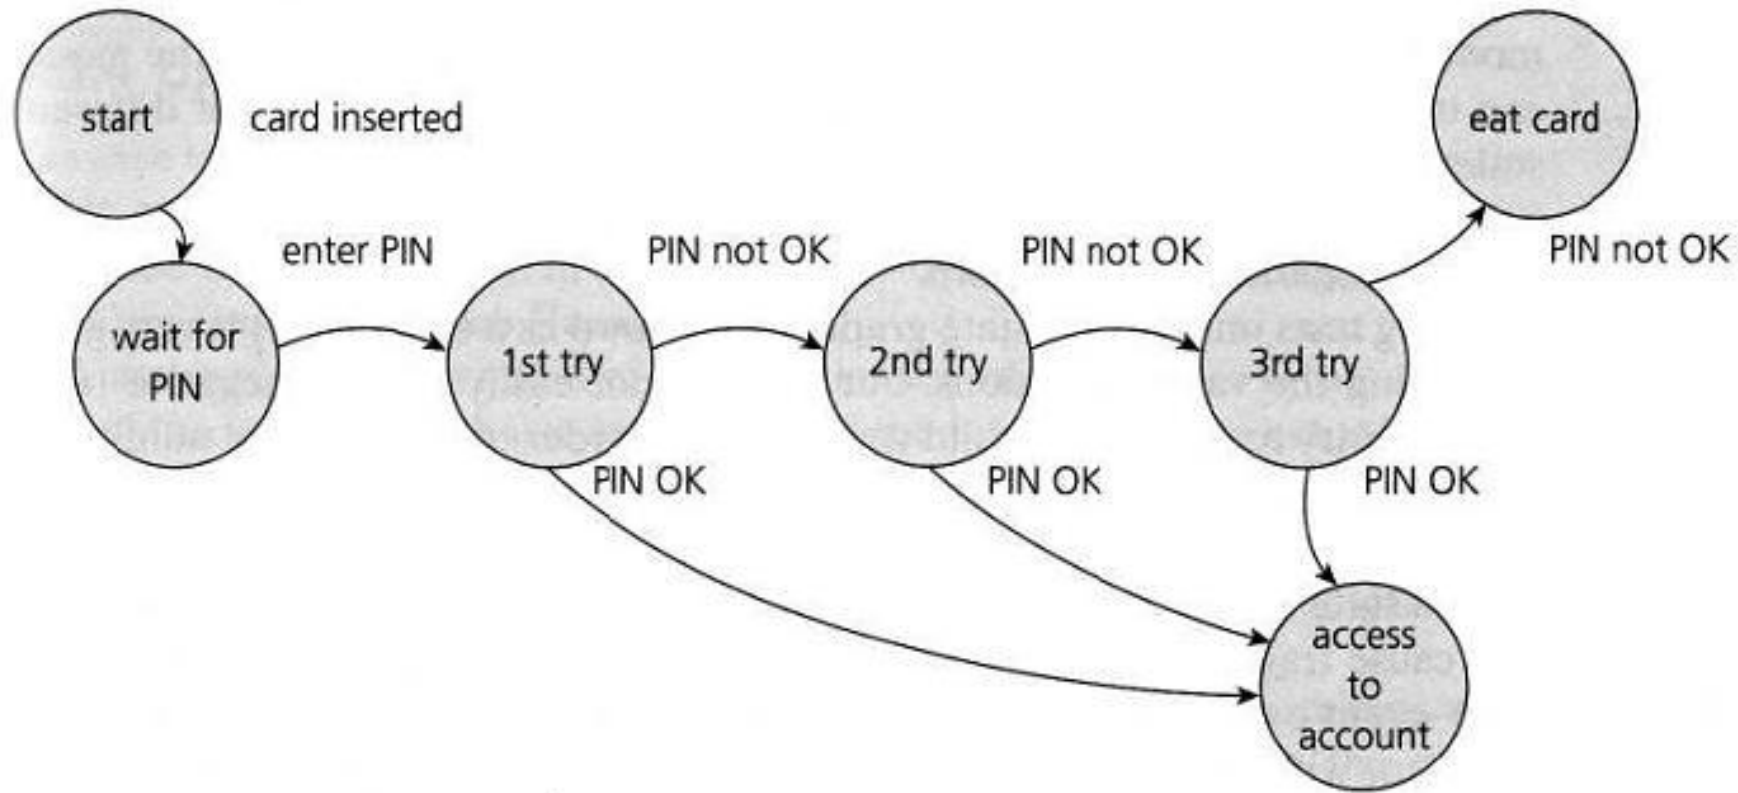 start
card inserted
eat card
enter PIN
PIN not OK
PIN not OK
PIN not OK
wait for
PIN
1st try
2nd try
3rd try
PIN OK
PIN OK
PIN OK
access
to
account